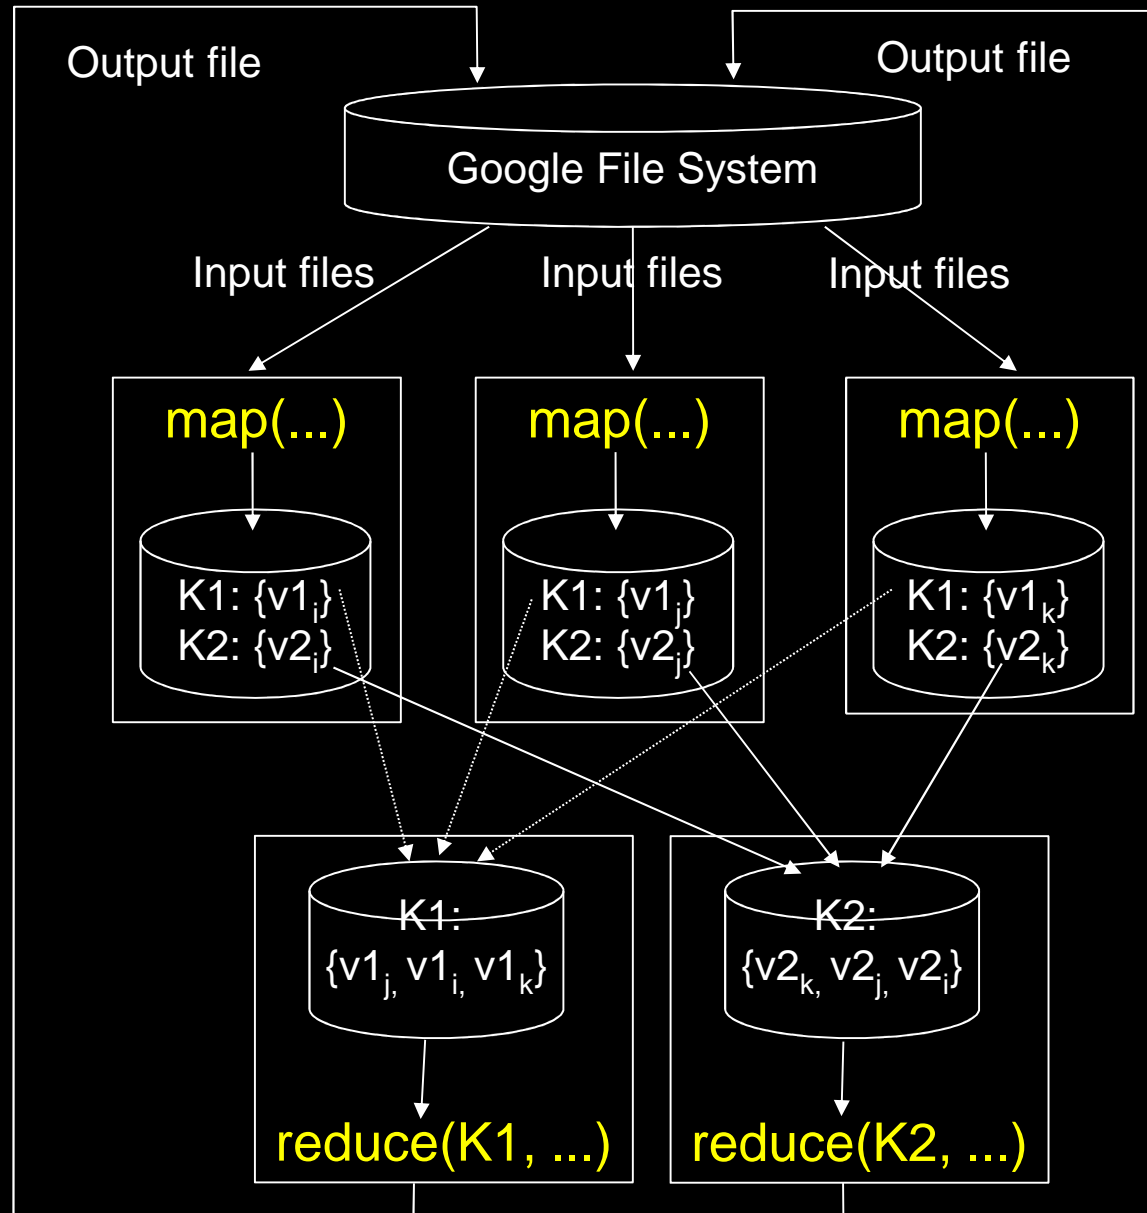 Output file
Output file
Google File System
Input files
Input files
Input files
map(...)
map(...)
map(...)
K1: {v1i}
K2: {v2i}
K1: {v1j}
K2: {v2j}
K1: {v1k}
K2: {v2k}
K1:
{v1j, v1i, v1k}
K2:
{v2k, v2j, v2i}
reduce(K1, ...)
reduce(K2, ...)